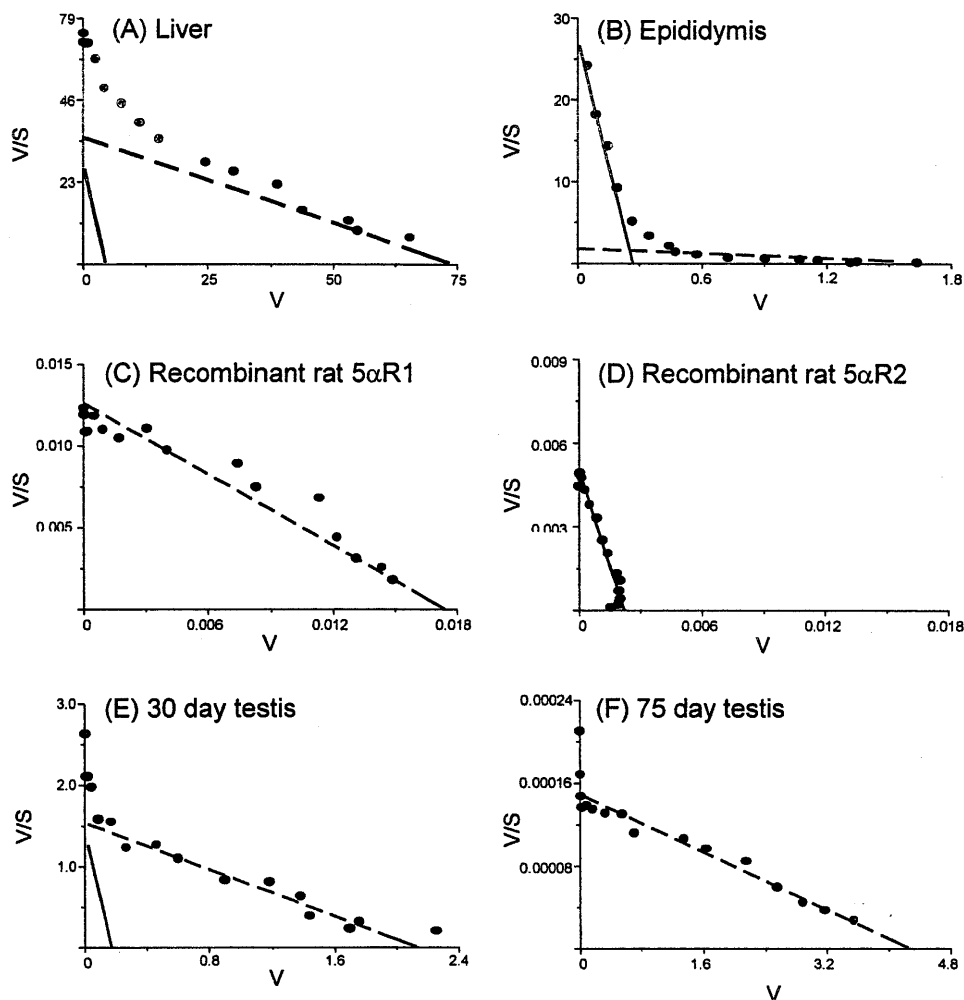 (A) Liver
79
46
23
0
25
50
75
V/S
V
(B) Epididymis
30
20
10
0
0
0.6
1.2
1.8
V/S
V
(C) Recombinant rat 5αR1
0.015
0.010
0.005
0
0.006
0.012
0.018
V/S
V
(D) Recombinant rat 5αR2
0.009
0.006
0.003
0
0.006
0.012
0.018
V/S
V
(E) 30 day testis
3.0
2.0
1.0
0
0.8
1.6
2.4
V/S
V
(F) 75 day testis
0.00024
0.00016
0.00008
0
1.6
3.2
4.8
V/S
V